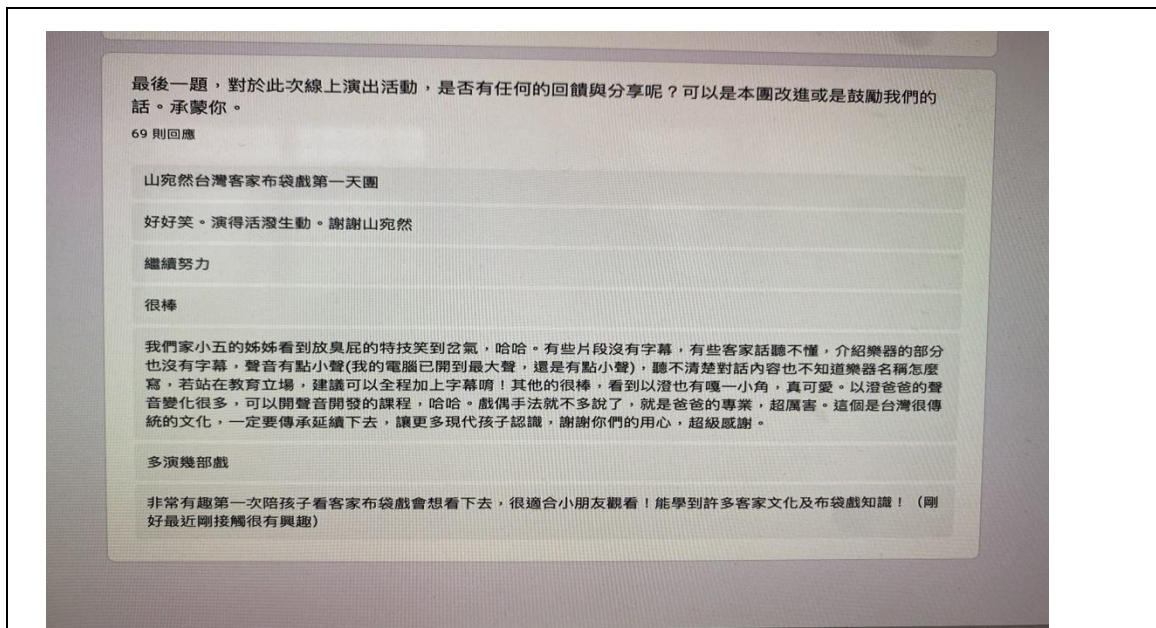 最後一題，對於此次線上演出活動，是否有任何的回饋與分享呢？可以是本團改進或是鼓勵我們的
話。承蒙你。
69 則回應
山宛然台灣客家布袋戲第一天團
好好笑。演得活潑生動。謝謝山宛然
繼續努力
很棒
我們家小五的姊姊看到放臭屁的特技笑到岔氣，哈哈。有些片段沒有字幕，有些客家話聽不懂，介紹樂器的部分
也沒有字幕，聲音有點小聲(我的電腦已開到最大聲，還是有點小聲)，聽不清楚對話內容也不知道樂器名稱怎麼
寫，若站在教育立場，建議可以全程加上字幕唷！其他的很棒，看到以澄也有嘎一小角，真可愛。以澄爸爸的聲
音變化很多，可以開聲音開發的課程，哈哈。戲偶手法就不多說了，就是爸爸的專業，超厲害。這個是台灣很傳
統的文化，一定要傳承延續下去，讓更多現代孩子認識，謝謝你們的用心，超級感謝。
多演幾部戲
非常有趣第一次陪孩子看客家布袋戲會想看下去，很適合小朋友觀看！能學到許多客家文化及布袋戲知識！（剛
好最近剛接觸很有興趣）